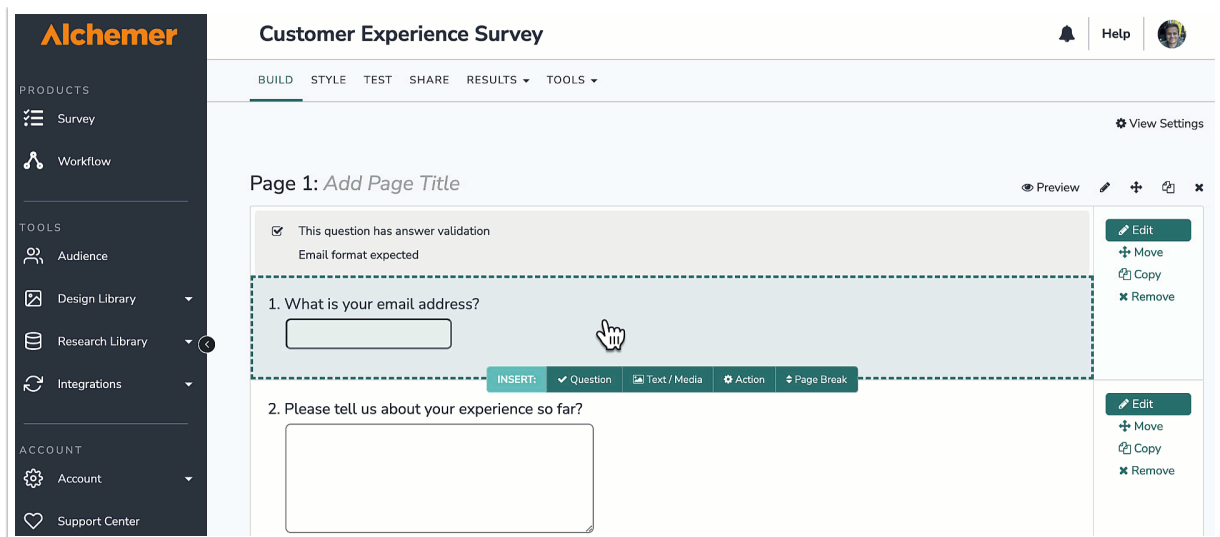 Alchemer
Customer Experience Survey
Help
BUILD STYLE TEST SHARE RESULTS TOOLS
PRODUCTS
Survey
Workflow
TOOLS
Audience
Design Library
Research Library
Integrations
ACCOUNT
Account
Support Center
View Settings
Page 1: Add Page Title
Preview
This question has answer validation
Email format expected
Edit
Move
Copy
Remove
1. What is your email address?
INSERT: Question Text / Media Action Page Break
2. Please tell us about your experience so far?
Edit
Move
Copy
Remove